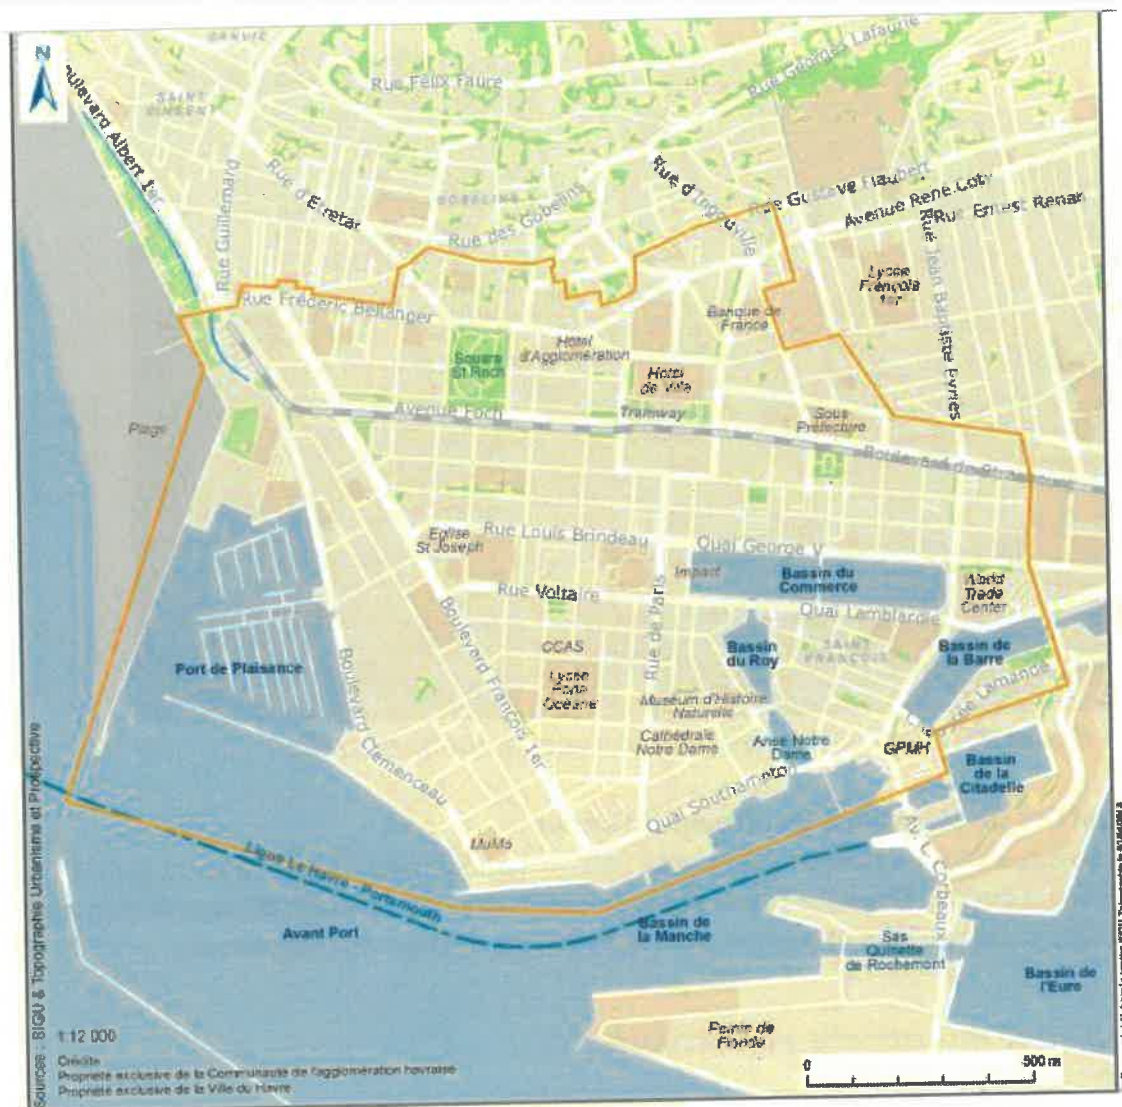 N
SANVIC
Rue Félix Faure
Rue Georges Lafaurie
SAINT
VINCENT
Boulevard Albert 1er
Rue Guillemard
Rue d'Etretat
GOBELINS
Rue des Gobelins
Rue d'Ingouville
Rue Gustave Flaubert
Avenue René Coty
Rue Ernest Renan
Rue Jean Baptiste Eyriès
Lycée
François
1er
Rue Frédéric Bellanger
Banque de
France
Hotel
d'Agglomération
Square
St Roch
Hotel
de Ville
Avenue Foch
Tramway
Sous
Préfecture
Boulevard de Stra
Plage
Eglise
St Joseph
Rue Louis Brindeau
Quai George V
Impact
Bassin du
Commerce
World
Trade
Center
Rue Voltaire
Rue de Paris
Quai Lamblardie
Boulevard François 1er
CCAS
Bassin
du Roy
SAINT
FRANÇOIS
Bassin de
la Barre
Port de Plaisance
Boulevard Clemenceau
Lycée
Porte
Océane
Muséum d'Histoire
Naturelle
Lamandé
Cathédrale
Notre Dame
Anse Notre
Dame
GPMH
Bassin
de la
Citadelle
Quai Southampton
MuMa
Av. L. Corbeaux
Ligne Le Havre - Portsmouth
Avant Port
Bassin de
la Manche
Sas
Quinette
de Rochemont
Bassin de
l'Eure
Pointe de
Floride
1:12 000
Crédits
Propriété exclusive de la Communauté de l'agglomération havraise
Propriété exclusive de la Ville du Havre
0 500 m
Sources : SIGU & Topographie Urbanisme et Prospective